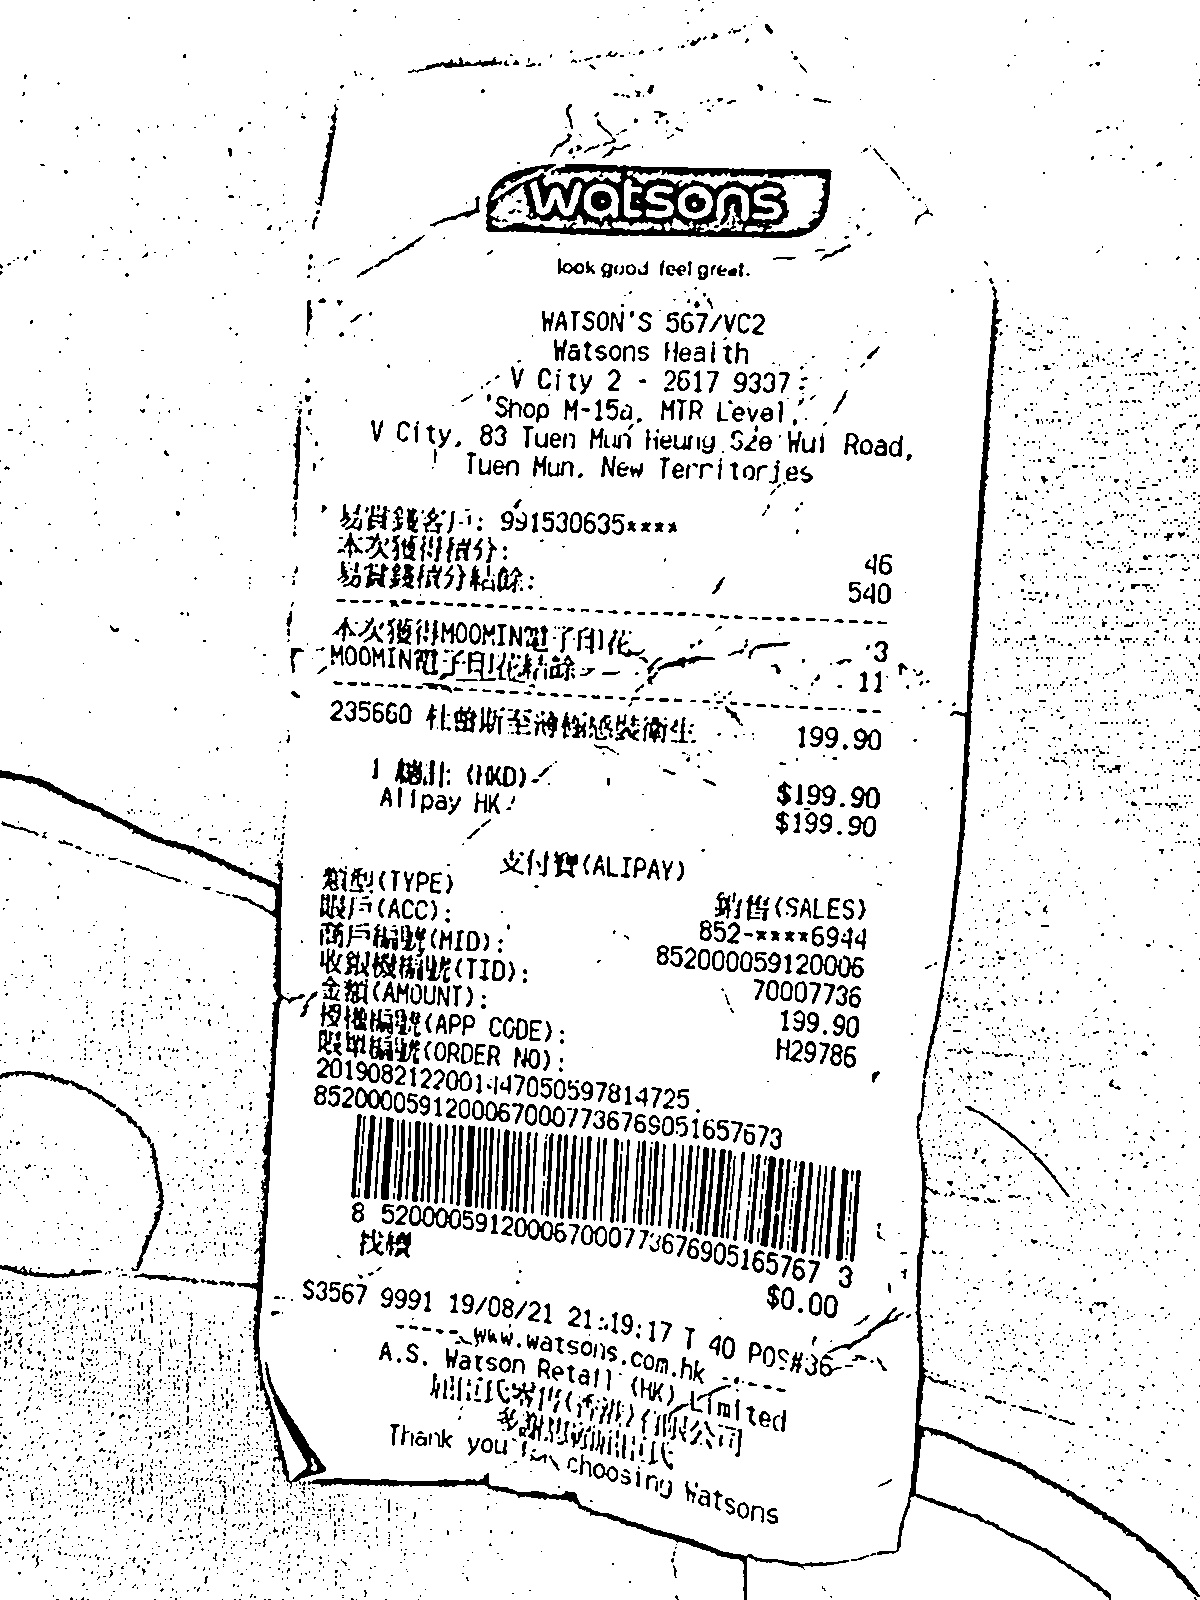 watsons
look good feel great.
WATSON'S 567/VC2
Watsons Health
V City 2 - 2617 9337
Shop M-15a, MTR Level,
V City, 83 Tuen Mun Heung Sze Wui Road,
Tuen Mun, New Territories
易賞錢客戶: 991530635****
本次獲得積分: 46
易賞錢積分結餘: 540
本次獲得MOOMIN電子印花 3
MOOMIN電子印花結餘 11
235660 杜蕾斯至薄極感裝衛生 199.90
1 總計: (HKD) $199.90
Alipay HK $199.90
支付寶(ALIPAY)
類型(TYPE) 銷售(SALES)
賬戶(ACC): 852-****6944
商戶編號(MID): 852000059120006
收銀機編號(TID): 70007736
金額(AMOUNT): 199.90
授權編號(APP CODE): H29786
賬單編號(ORDER NO):
2019082122001447050597814725
85200005912000670007736769051657673
8 520000591200067000773676905165767 3
找機 $0.00
S3567 9991 19/08/21 21:19:17 T 40 POS#36
----- www.watsons.com.hk -----
A.S. Watson Retail (HK) Limited
屈臣氏零售(香港)有限公司
多謝惠顧屈臣氏
Thank you for choosing Watsons